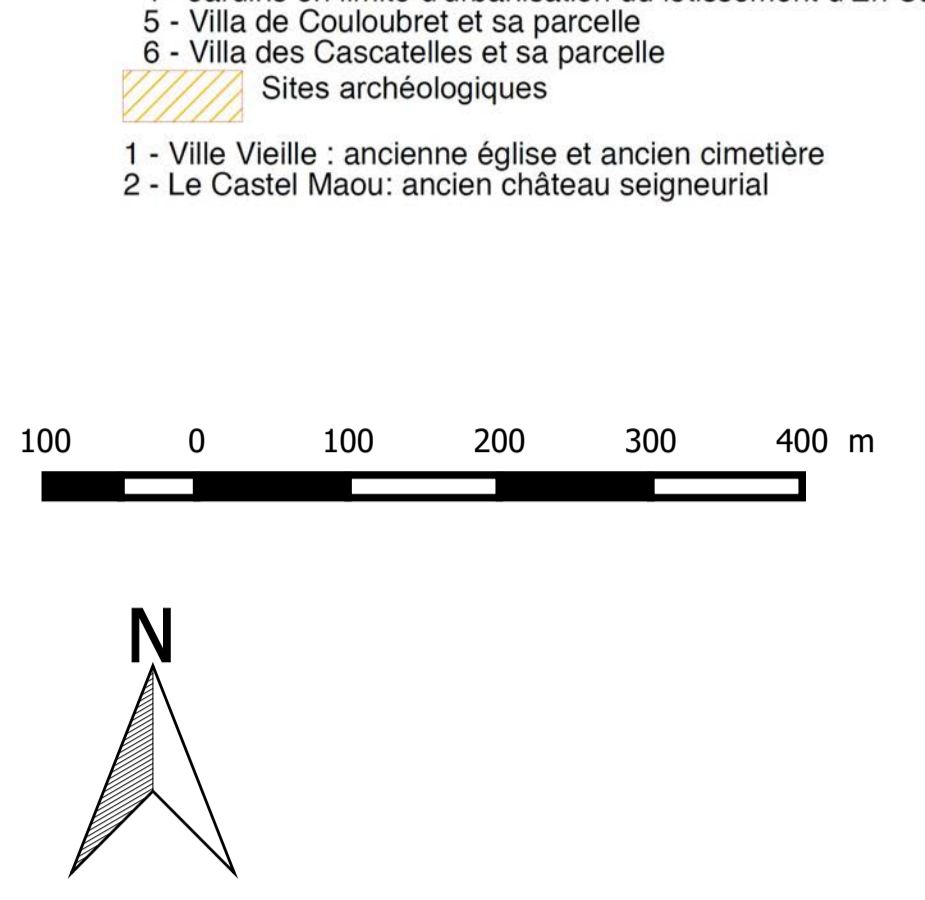 5 - Villa de Couloubret et sa parcelle
6 - Villa des Cascatelles et sa parcelle
Sites archéologiques
1 - Ville Vieille : ancienne église et ancien cimetière
2 - Le Castel Maou: ancien château seigneurial
100 0 100 200 300 400 m
N